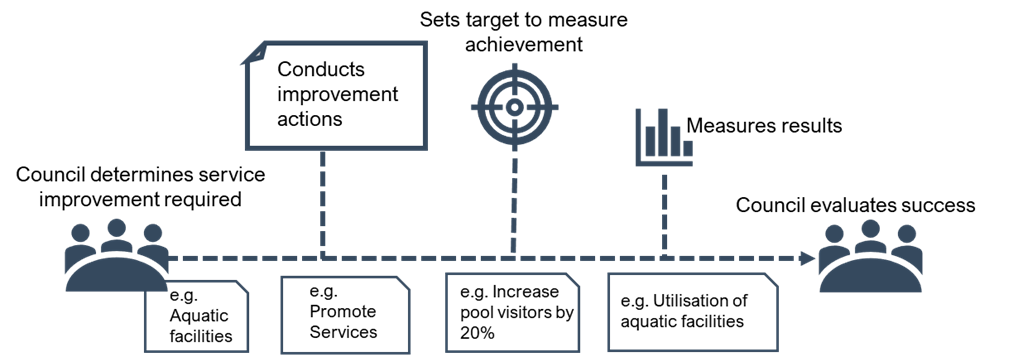 Sets target to measure
achievement
Conducts
improvement
actions
Measures results
Council determines service
improvement required
Council evaluates success
e.g.
Aquatic
facilities
e.g.
Promote
Services
e.g. Increase
pool visitors by
20%
e.g. Utilisation of
aquatic facilities